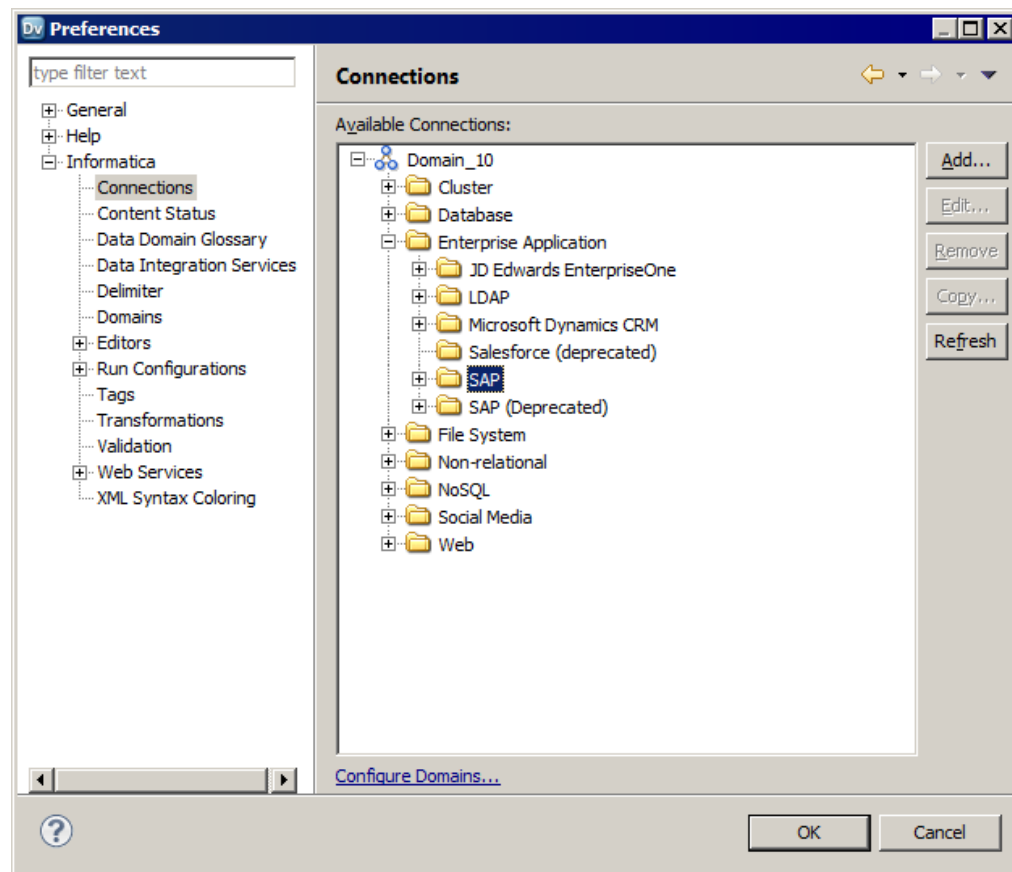 Dv Preferences
type filter text
General
Help
Informatica
Connections
Content Status
Data Domain Glossary
Data Integration Services
Delimiter
Domains
Editors
Run Configurations
Tags
Transformations
Validation
Web Services
XML Syntax Coloring
Connections
Available Connections:
Domain_10
Cluster
Database
Enterprise Application
JD Edwards EnterpriseOne
LDAP
Microsoft Dynamics CRM
Salesforce (deprecated)
SAP
SAP (Deprecated)
File System
Non-relational
NoSQL
Social Media
Web
Add...
Edit...
Remove
Copy...
Refresh
Configure Domains...
?
OK
Cancel